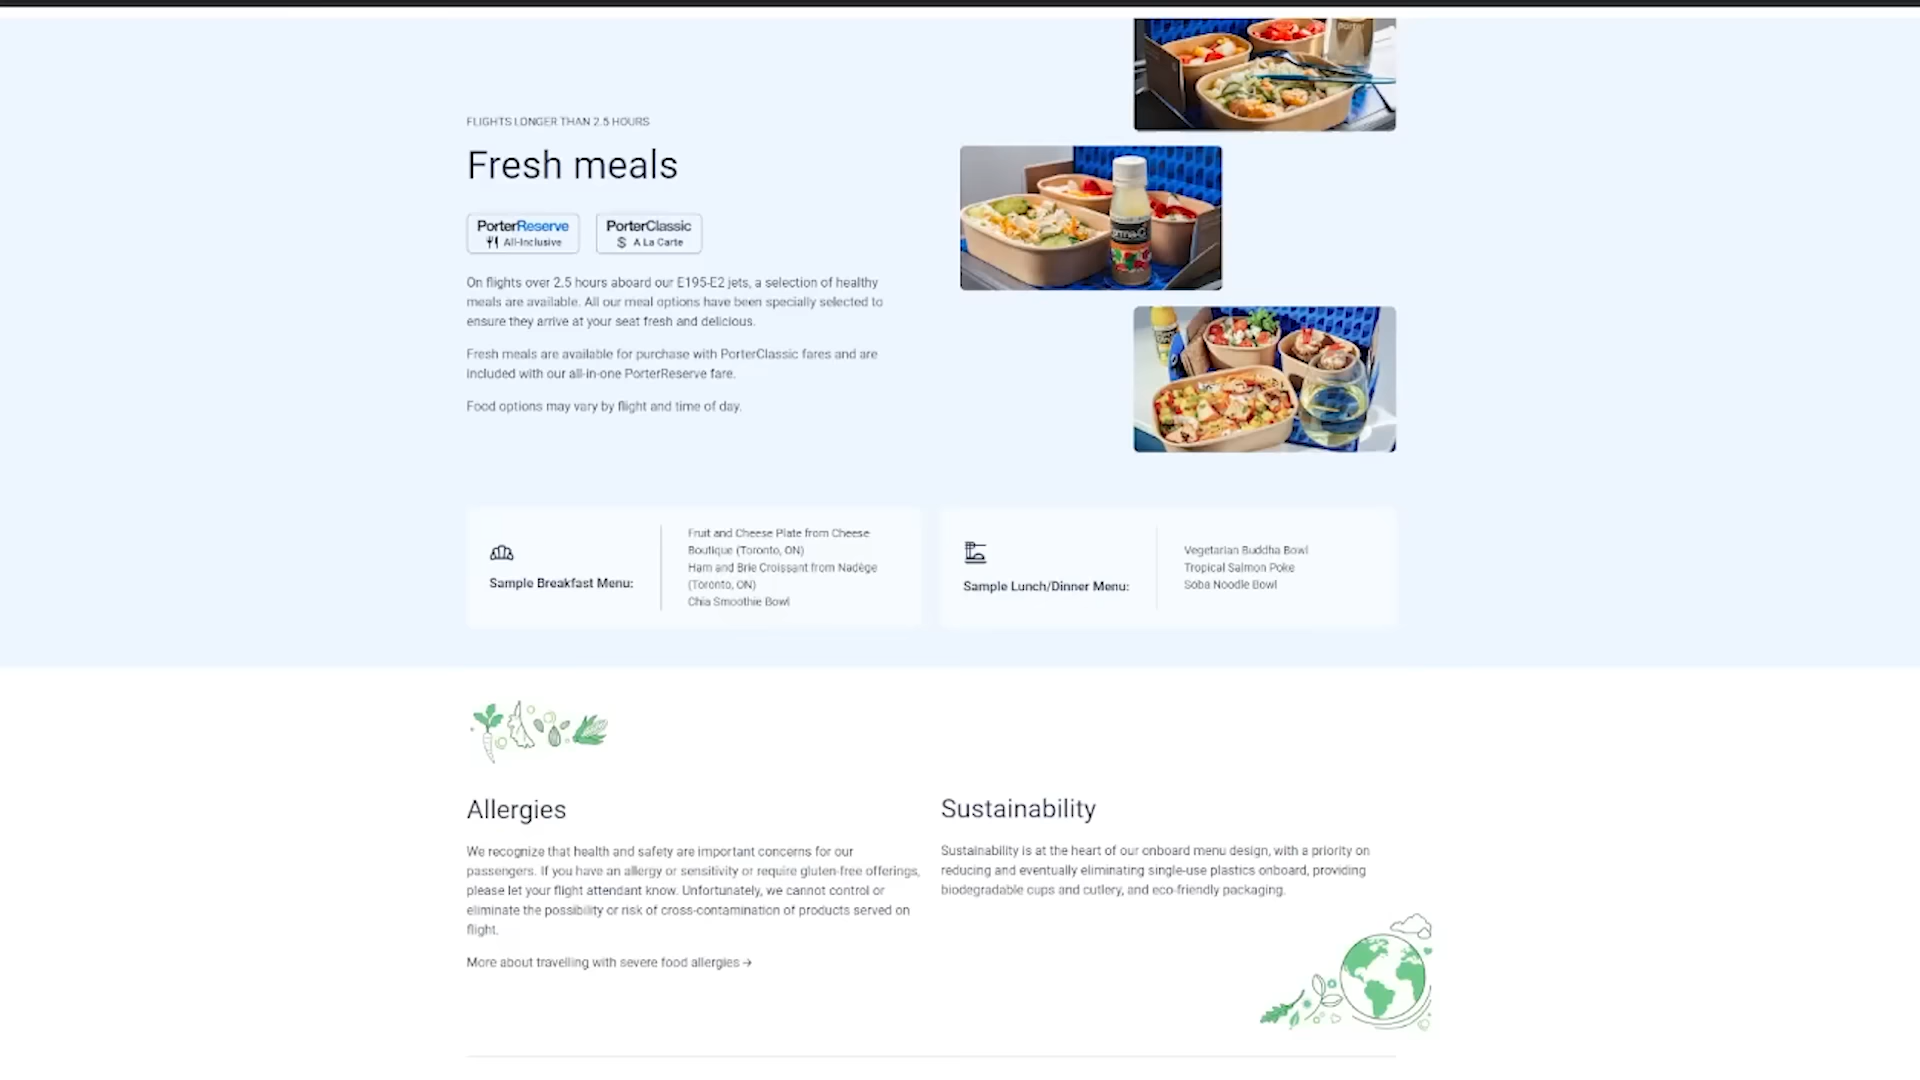 FLIGHTS LONGER THAN 2.5 HOURS
Fresh meals
PorterReserve
All-Inclusive
PorterClassic
$ A La Carte
On flights over 2.5 hours aboard our E195-E2 jets, a selection of healthy
meals are available. All our meal options have been specially selected to
ensure they arrive at your seat fresh and delicious.
Fresh meals are available for purchase with PorterClassic fares and are
included with our all-in-one PorterReserve fare.
Food options may vary by flight and time of day.
Sample Breakfast Menu:
Fruit and Cheese Plate from Cheese
Boutique (Toronto, ON)
Ham and Brie Croissant from Nadège
(Toronto, ON)
Chia Smoothie Bowl
Sample Lunch/Dinner Menu:
Vegetarian Buddha Bowl
Tropical Salmon Poke
Soba Noodle Bowl
Allergies
We recognize that health and safety are important concerns for our
passengers. If you have an allergy or sensitivity or require gluten-free offerings,
please let your flight attendant know. Unfortunately, we cannot control or
eliminate the possibility or risk of cross-contamination of products served on
flight.
More about travelling with severe food allergies →
Sustainability
Sustainability is at the heart of our onboard menu design, with a priority on
reducing and eventually eliminating single-use plastics onboard, providing
biodegradable cups and cutlery, and eco-friendly packaging.